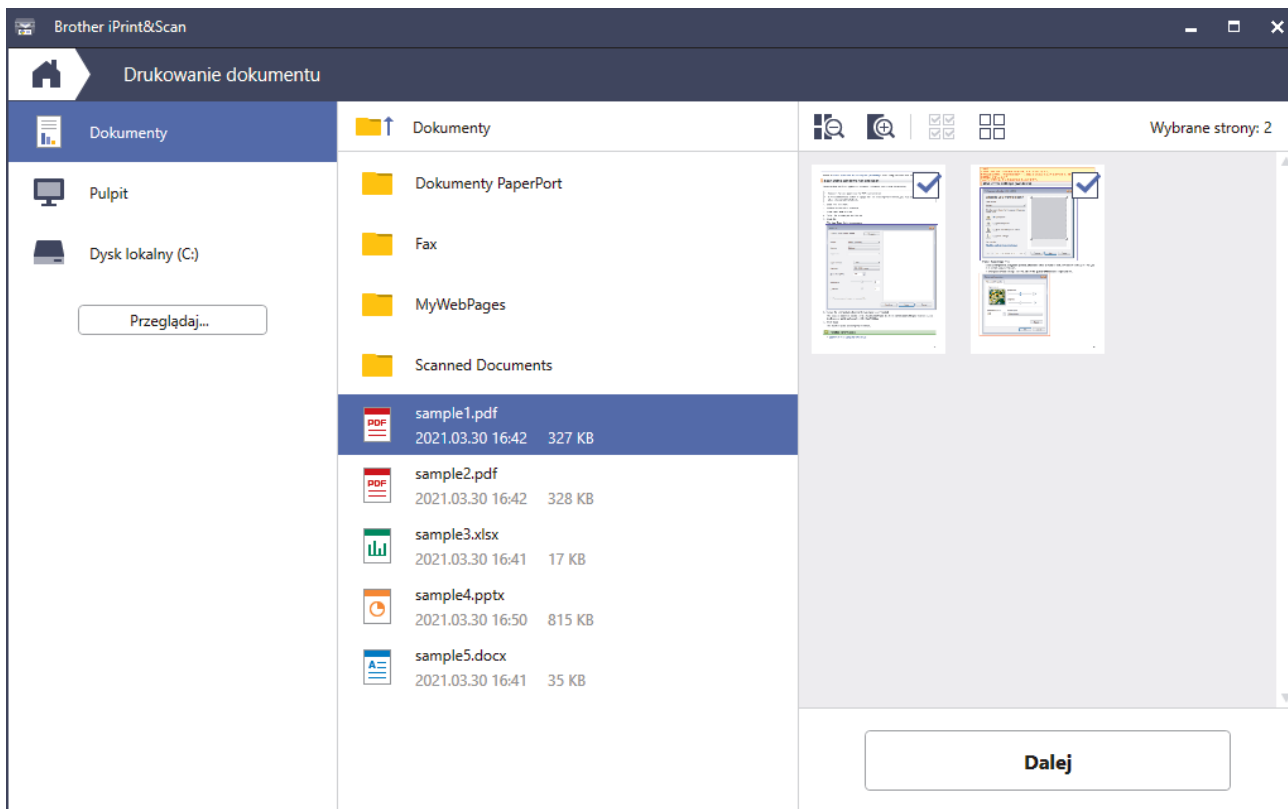 Brother iPrint&Scan
Drukowanie dokumentu
Dokumenty
Pulpit
Dysk lokalny (C:)
Przeglądaj...
Dokumenty
Dokumenty PaperPort
Fax
MyWebPages
Scanned Documents
PDF
sample1.pdf
2021.03.30 16:42 327 KB
PDF
sample2.pdf
2021.03.30 16:42 328 KB
sample3.xlsx
2021.03.30 16:41 17 KB
sample4.pptx
2021.03.30 16:50 815 KB
A
sample5.docx
2021.03.30 16:41 35 KB
Wybrane strony: 2
Dalej